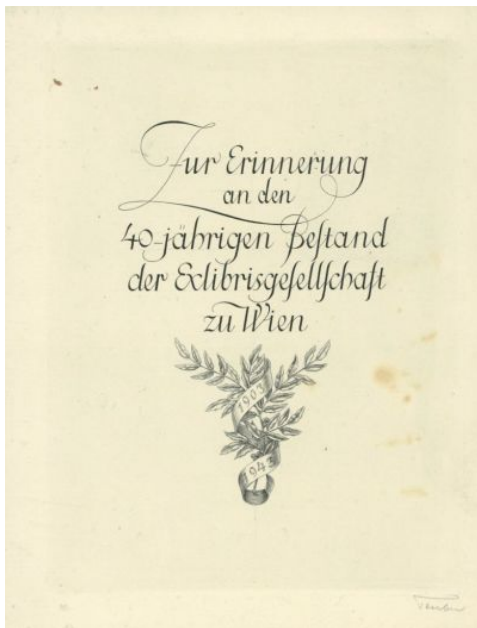 Zur Erinnerung
an den
40-jährigen Beſtand
der Exlibrisgeſellſchaft
zu Wien
1903
1943